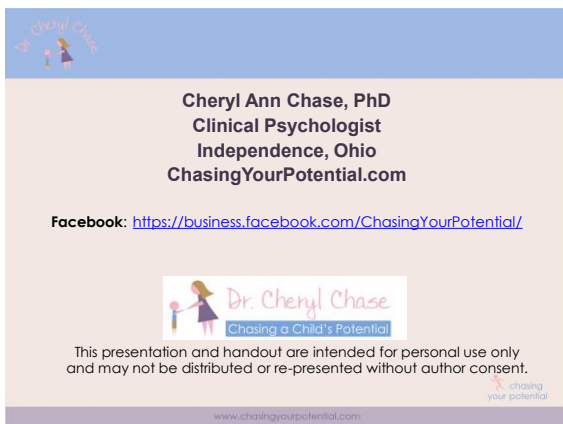 Dr. Cheryl Chase
Cheryl Ann Chase, PhD
Clinical Psychologist
Independence, Ohio
ChasingYourPotential.com
Facebook: https://business.facebook.com/ChasingYourPotential/
Dr. Cheryl Chase
Chasing a Child's Potential
This presentation and handout are intended for personal use only
and may not be distributed or re-presented without author consent.
chasing
your potential
www.chasingyourpotential.com